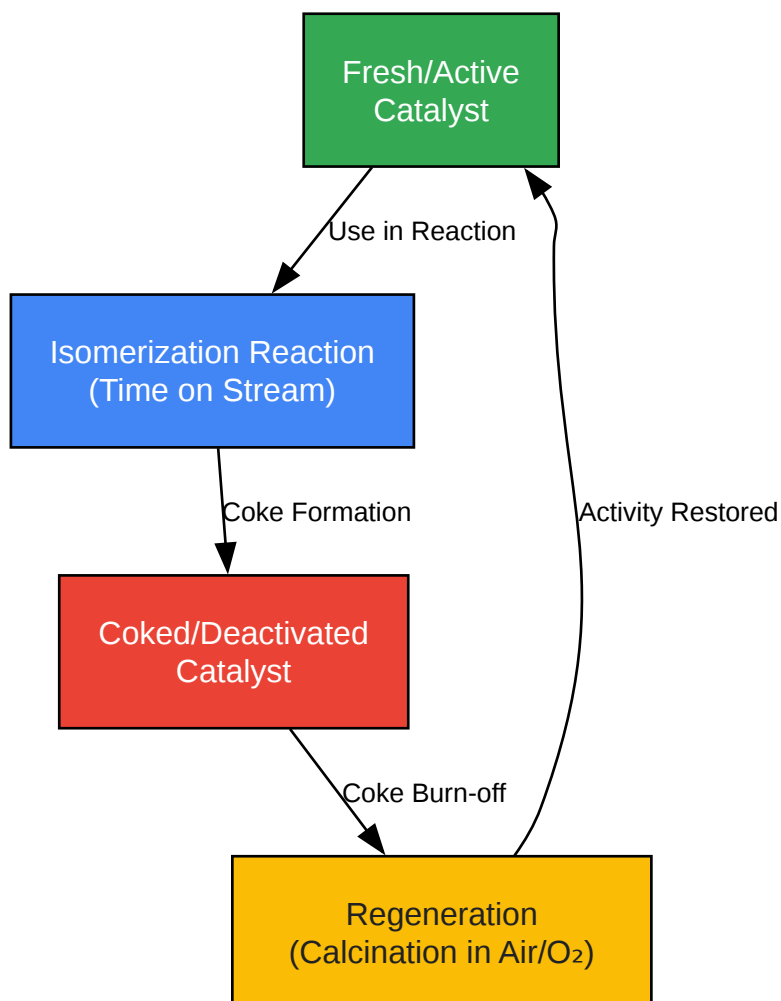 Fresh/Active
Catalyst
Use in Reaction
Isomerization Reaction
(Time on Stream)
Coke Formation
Activity Restored
Coked/Deactivated
Catalyst
Coke Burn-off
Regeneration
(Calcination in Air/O₂)